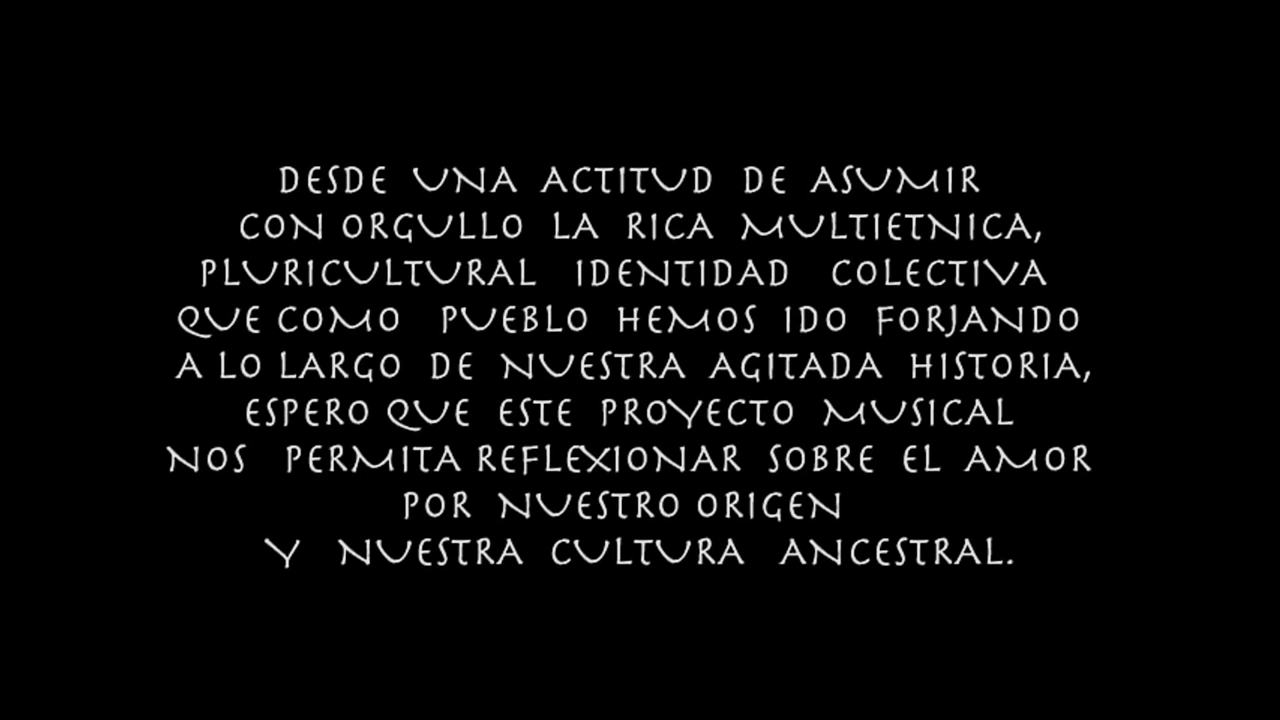 DESDE UNA ACTITUD DE ASUMIR
CON ORGULLO LA RICA MULTIETNICA,
PLURICULTURAL IDENTIDAD COLECTIVA
QUE COMO PUEBLO HEMOS IDO FORJANDO
A LO LARGO DE NUESTRA AGITADA HISTORIA,
ESPERO QUE ESTE PROYECTO MUSICAL
NOS PERMITA REFLEXIONAR SOBRE EL AMOR
POR NUESTRO ORIGEN
Y NUESTRA CULTURA ANCESTRAL.